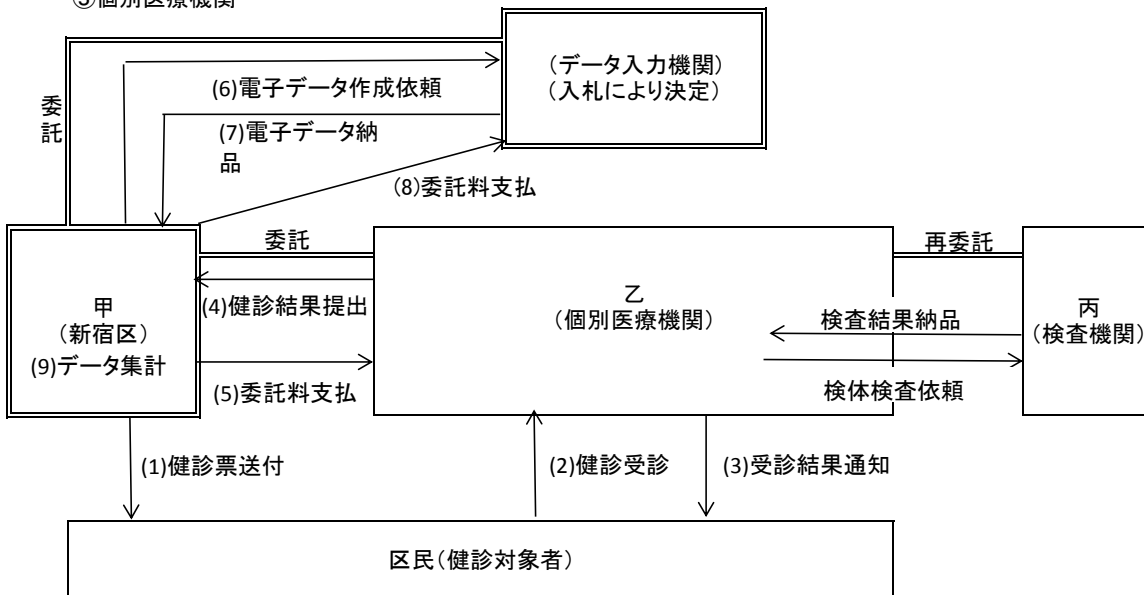 ⑤個別医療機関
(データ入力機関)
(入札により決定)
委
託
(6)電子データ作成依頼
(7)電子データ納
品
(8)委託料支払
委託
再委託
甲
(新宿区)
(9)データ集計
(4)健診結果提出
(5)委託料支払
乙
(個別医療機関)
検査結果納品
検体検査依頼
丙
(検査機関)
(1)健診票送付
(2)健診受診
(3)受診結果通知
区民(健診対象者)